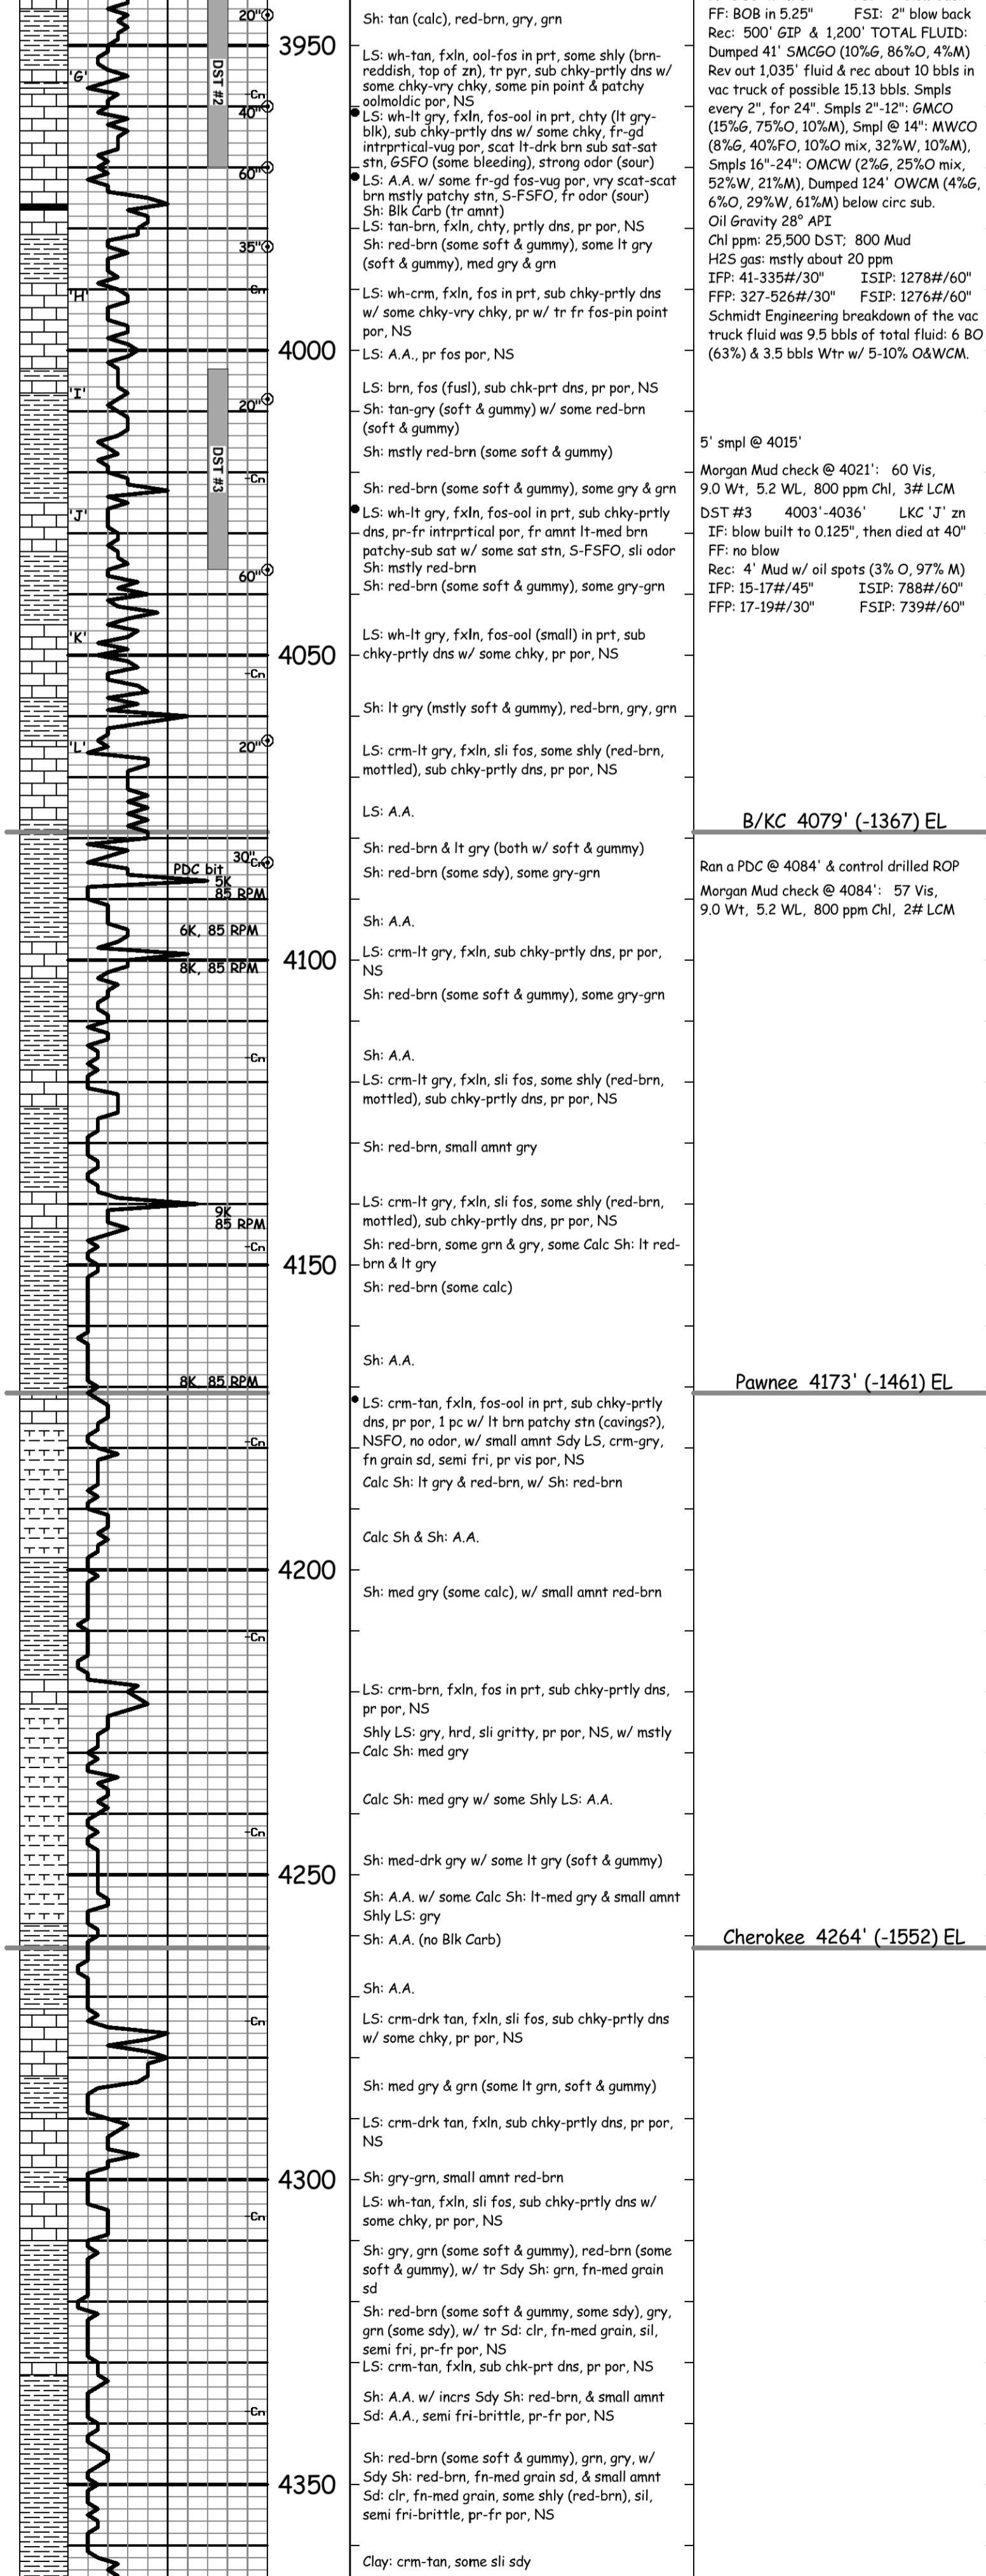 20"
3950
'G'
DST #2
Cn
40"
60"
35"
Cn
'H'
4000
'I'
20"
DST #3
Cn
'J'
60"
'K'
4050
Cn
'L'
20"
30"
Cn
PDC bit
5K
85 RPM
6K, 85 RPM
4100
8K, 85 RPM
Cn
9K
85 RPM
Cn
4150
8K, 85 RPM
Cn
4200
Cn
Cn
4250
Cn
4300
Cn
Cn
4350
Sh: tan (calc), red-brn, gry, grn
LS: wh-tan, fxln, ool-fos in prt, some shly (brn-
reddish, top of zn), tr pyr, sub chky-prtly dns w/
some chky-vry chky, some pin point & patchy
oolmoldic por, NS
LS: wh-lt gry, fxln, fos-ool in prt, chty (lt gry-
blk), sub chky-prtly dns w/ some chky, fr-gd
intrprtical-vug por, scat lt-drk brn sub sat-sat
stn, GSFO (some bleeding), strong odor (sour)
LS: A.A. w/ some fr-gd fos-vug por, vry scat-scat
brn mstly patchy stn, S-FSFO, fr odor (sour)
Sh: Blk Carb (tr amnt)
LS: tan-brn, fxln, chty, prtly dns, pr por, NS
Sh: red-brn (some soft & gummy), some lt gry
(soft & gummy), med gry & grn
LS: wh-crm, fxln, fos in prt, sub chky-prtly dns
w/ some chky-vry chky, pr w/ tr fr fos-pin point
por, NS
LS: A.A., pr fos por, NS
LS: brn, fos (fusl), sub chk-prt dns, pr por, NS
Sh: tan-gry (soft & gummy) w/ some red-brn
(soft & gummy)
Sh: mstly red-brn (some soft & gummy)
Sh: red-brn (some soft & gummy), some gry & grn
LS: wh-lt gry, fxln, fos-ool in prt, sub chky-prtly
dns, pr-fr intrprtical por, fr amnt lt-med brn
patchy-sub sat w/ some sat stn, S-FSFO, sli odor
Sh: mstly red-brn
Sh: red-brn (some soft & gummy), some gry-grn
LS: wh-lt gry, fxln, fos-ool (small) in prt, sub
chky-prtly dns w/ some chky, pr por, NS
Sh: lt gry (mstly soft & gummy), red-brn, gry, grn
LS: crm-lt gry, fxln, sli fos, some shly (red-brn,
mottled), sub chky-prtly dns, pr por, NS
LS: A.A.
Sh: red-brn & lt gry (both w/ soft & gummy)
Sh: red-brn (some sdy), some gry-grn
Sh: A.A.
LS: crm-lt gry, fxln, sub chky-prtly dns, pr por,
NS
Sh: red-brn (some soft & gummy), some gry-grn
Sh: A.A.
LS: crm-lt gry, fxln, sli fos, some shly (red-brn,
mottled), sub chky-prtly dns, pr por, NS
Sh: red-brn, small amnt gry
LS: crm-lt gry, fxln, sli fos, some shly (red-brn,
mottled), sub chky-prtly dns, pr por, NS
Sh: red-brn, some grn & gry, some Calc Sh: lt red-
brn & lt gry
Sh: red-brn (some calc)
Sh: A.A.
LS: crm-tan, fxln, fos-ool in prt, sub chky-prtly
dns, pr por, 1 pc w/ lt brn patchy stn (cavings?),
NSFO, no odor, w/ small amnt Sdy LS, crm-gry,
fn grain sd, semi fri, pr vis por, NS
Calc Sh: lt gry & red-brn, w/ Sh: red-brn
Calc Sh & Sh: A.A.
Sh: med gry (some calc), w/ small amnt red-brn
LS: crm-brn, fxln, fos in prt, sub chky-prtly dns,
pr por, NS
Shly LS: gry, hrd, sli gritty, pr por, NS, w/ mstly
Calc Sh: med gry
Calc Sh: med gry w/ some Shly LS: A.A.
Sh: med-drk gry w/ some lt gry (soft & gummy)
Sh: A.A. w/ some Calc Sh: lt-med gry & small amnt
Shly LS: gry
Sh: A.A. (no Blk Carb)
Sh: A.A.
LS: crm-drk tan, fxln, sli fos, sub chky-prtly dns
w/ some chky, pr por, NS
Sh: med gry & grn (some lt grn, soft & gummy)
LS: crm-drk tan, fxln, sub chky-prtly dns, pr por,
NS
Sh: gry-grn, small amnt red-brn
LS: wh-tan, fxln, sli fos, sub chky-prtly dns w/
some chky, pr por, NS
Sh: gry, grn (some soft & gummy), red-brn (some
soft & gummy), w/ tr Sdy Sh: grn, fn-med grain
sd
Sh: red-brn (some soft & gummy, some sdy), gry,
grn (some sdy), w/ tr Sd: clr, fn-med grain, sil,
semi fri, pr-fr por, NS
LS: crm-tan, fxln, sub chk-prt dns, pr por, NS
Sh: A.A. w/ incrs Sdy Sh: red-brn, & small amnt
Sd: A.A., semi fri-brittle, pr-fr por, NS
Sh: red-brn (some soft & gummy), grn, gry, w/
Sdy Sh: red-brn, fn-med grain sd, & small amnt
Sd: clr, fn-med grain, some shly (red-brn), sil,
semi fri-brittle, pr-fr por, NS
Clay: crm-tan, some sli sdy
FF: BOB in 5.25" FSI: 2" blow back
Rec: 500' GIP & 1,200' TOTAL FLUID:
Dumped 41' SMCGO (10%G, 86%O, 4%M)
Rev out 1,035' fluid & rec about 10 bbls in
vac truck of possible 15.13 bbls. Smpls
every 2", for 24". Smpls 2"-12": GMCO
(15%G, 75%O, 10%M), Smpl @ 14": MWCO
(8%G, 40%FO, 10%O mix, 32%W, 10%M),
Smpls 16"-24": OMCW (2%G, 25%O mix,
52%W, 21%M), Dumped 124' OWCM (4%G,
6%O, 29%W, 61%M) below circ sub.
Oil Gravity 28° API
Chl ppm: 25,500 DST; 800 Mud
H2S gas: mstly about 20 ppm
IFP: 41-335#/30" ISIP: 1278#/60"
FFP: 327-526#/30" FSIP: 1276#/60"
Schmidt Engineering breakdown of the vac
truck fluid was 9.5 bbls of total fluid: 6 BO
(63%) & 3.5 bbls Wtr w/ 5-10% O&WCM.
5' smpl @ 4015'
Morgan Mud check @ 4021': 60 Vis,
9.0 Wt, 5.2 WL, 800 ppm Chl, 3# LCM
DST #3 4003'-4036' LKC 'J' zn
IF: blow built to 0.125", then died at 40"
FF: no blow
Rec: 4' Mud w/ oil spots (3% O, 97% M)
IFP: 15-17#/45" ISIP: 788#/60"
FFP: 17-19#/30" FSIP: 739#/60"
B/KC 4079' (-1367) EL
Ran a PDC @ 4084' & control drilled ROP
Morgan Mud check @ 4084': 57 Vis,
9.0 Wt, 5.2 WL, 800 ppm Chl, 2# LCM
Pawnee 4173' (-1461) EL
Cherokee 4264' (-1552) EL